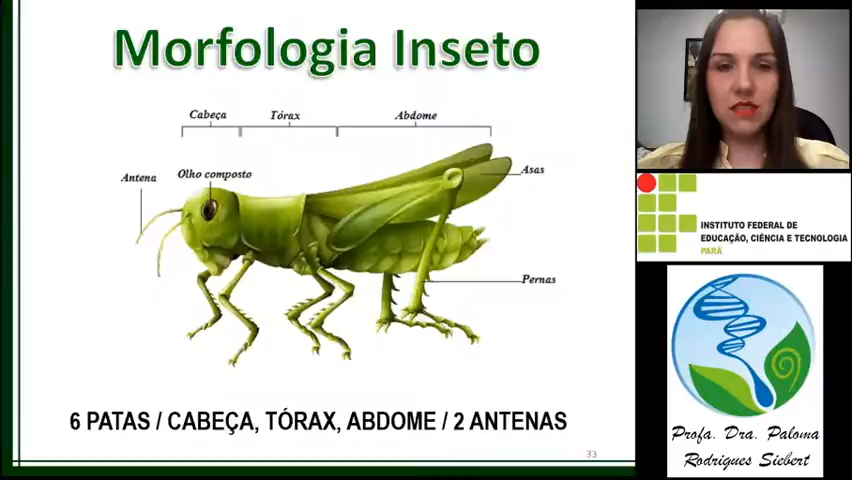 Morfologia Inseto
Cabeça
Tórax
Abdome
Antena
Olho composto
Asas
Pernas
6 PATAS / CABEÇA, TÓRAX, ABDOME / 2 ANTENAS
33
INSTITUTO FEDERAL DE
EDUCAÇÃO, CIÊNCIA E TECNOLOGIA
PARÁ
Profa. Dra. Paloma
Rodrigues Siebert